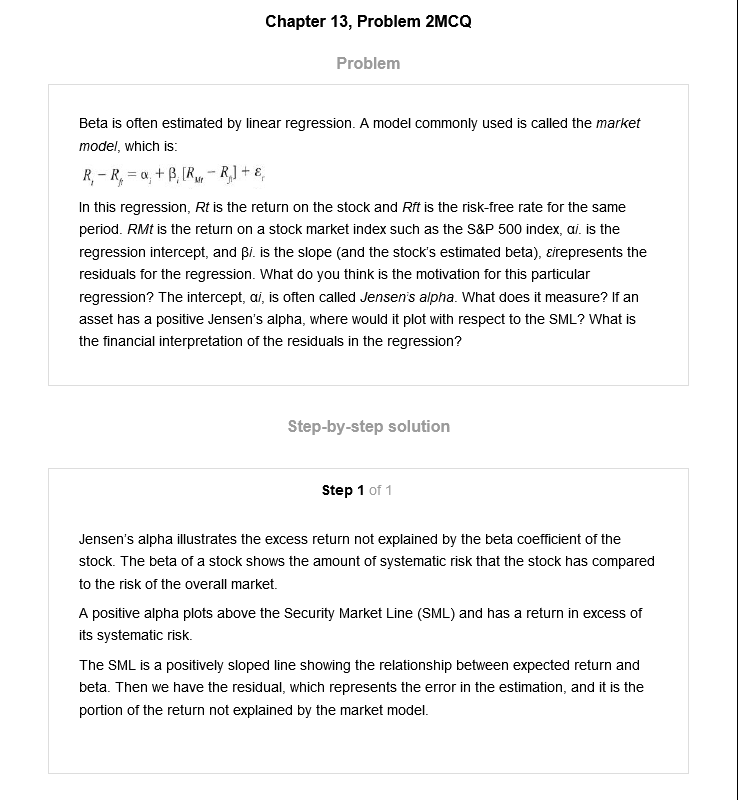 Chapter 13, Problem 2MCQ
Problem
Beta is often estimated by linear regression. A model commonly used is called the market
model, which is:
Rₜ − R_ft = αᵢ + βᵢ [R_Mt − R_ft] + εₜ
In this regression, Rt is the return on the stock and Rft is the risk-free rate for the same
period. RMt is the return on a stock market index such as the S&P 500 index, αi. is the
regression intercept, and βi. is the slope (and the stock's estimated beta), εirepresents the
residuals for the regression. What do you think is the motivation for this particular
regression? The intercept, αi, is often called Jensen's alpha. What does it measure? If an
asset has a positive Jensen's alpha, where would it plot with respect to the SML? What is
the financial interpretation of the residuals in the regression?
Step-by-step solution
Step 1 of 1
Jensen's alpha illustrates the excess return not explained by the beta coefficient of the
stock. The beta of a stock shows the amount of systematic risk that the stock has compared
to the risk of the overall market.
A positive alpha plots above the Security Market Line (SML) and has a return in excess of
its systematic risk.
The SML is a positively sloped line showing the relationship between expected return and
beta. Then we have the residual, which represents the error in the estimation, and it is the
portion of the return not explained by the market model.